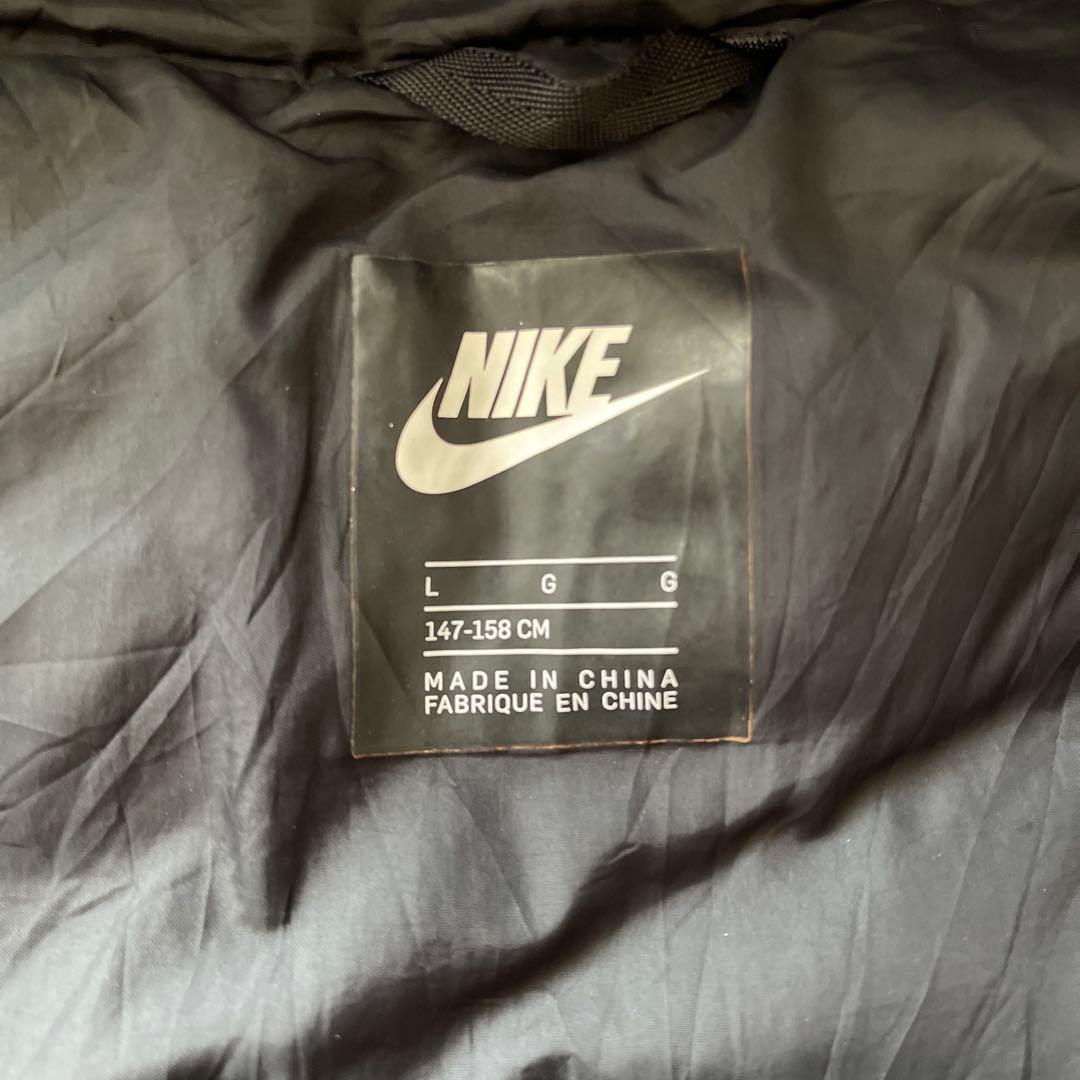 NIKE
L G G
147-158 CM
MADE IN CHINA
FABRIQUE EN CHINE